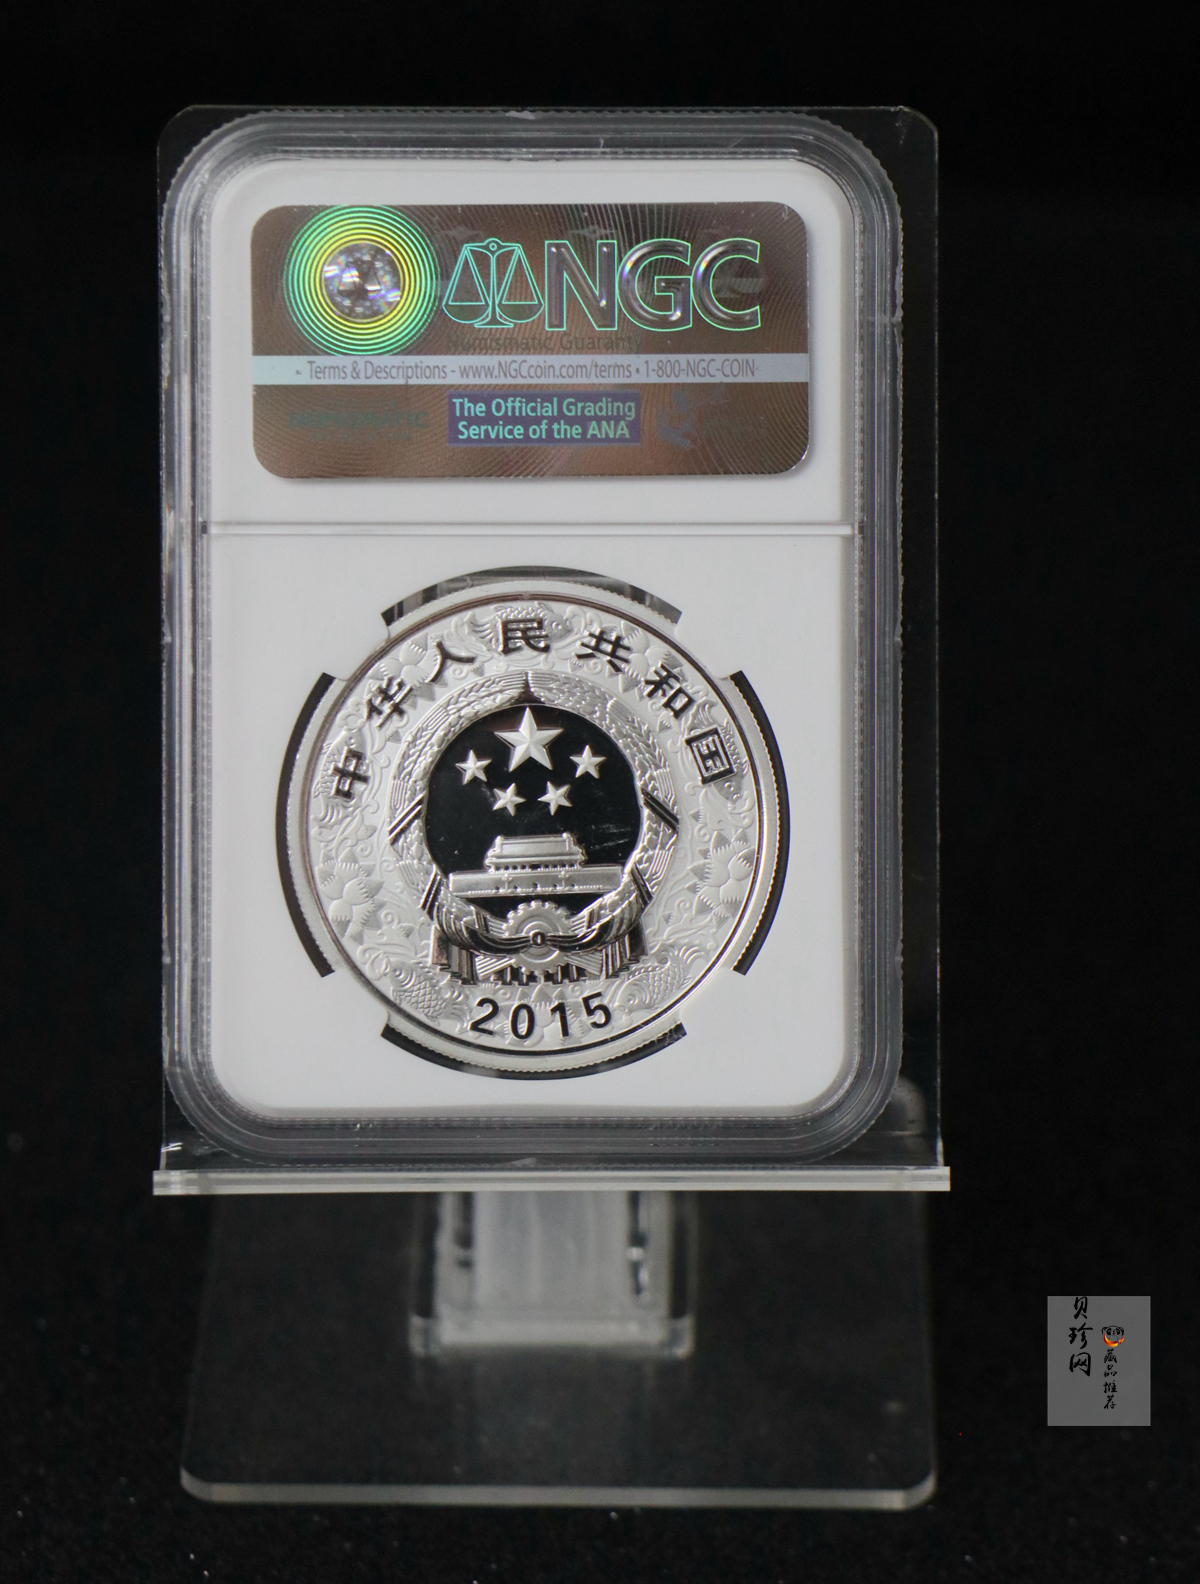 NGC
Numismatic Guaranty
Terms & Descriptions - www.NGCcoin.com/terms • 1-800-NGC-COIN
NUMISMATIC
The Official Grading
Service of the ANA
中华人民共和国
2015
贝珍网
藏品推荐